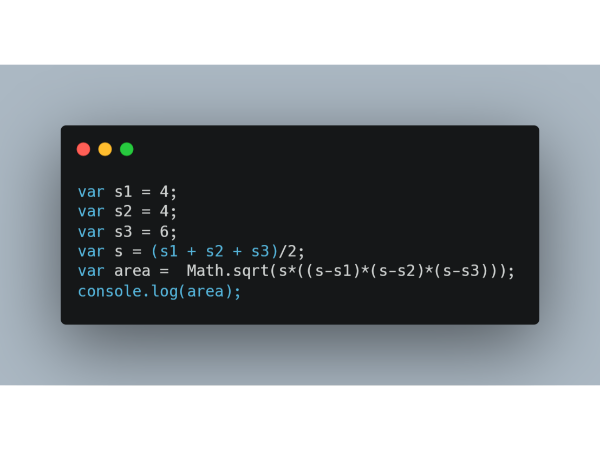 var s1 = 4;
var s2 = 4;
var s3 = 6;
var s = (s1 + s2 + s3)/2;
var area =  Math.sqrt(s*((s-s1)*(s-s2)*(s-s3)));
console.log(area);